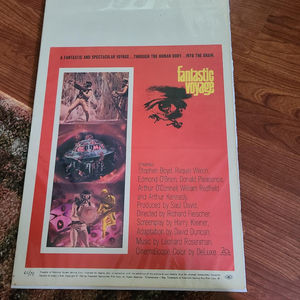 A FANTASTIC AND SPECTACULAR VOYAGE... THROUGH THE HUMAN BODY... INTO THE BRAIN.
fantastic
voyage
Stephen Boyd, Raquel Welch,
Edmond O'Brien, Donald Pleasence,
Arthur O'Connell, William Redfield
and Arthur Kennedy.
Produced by Saul David.
Directed by Richard Fleischer.
Screenplay by Harry Kleiner.
Adaptation by David Duncan.
Music by Leonard Rosenman.
CinemaScope. Color by DeLuxe.